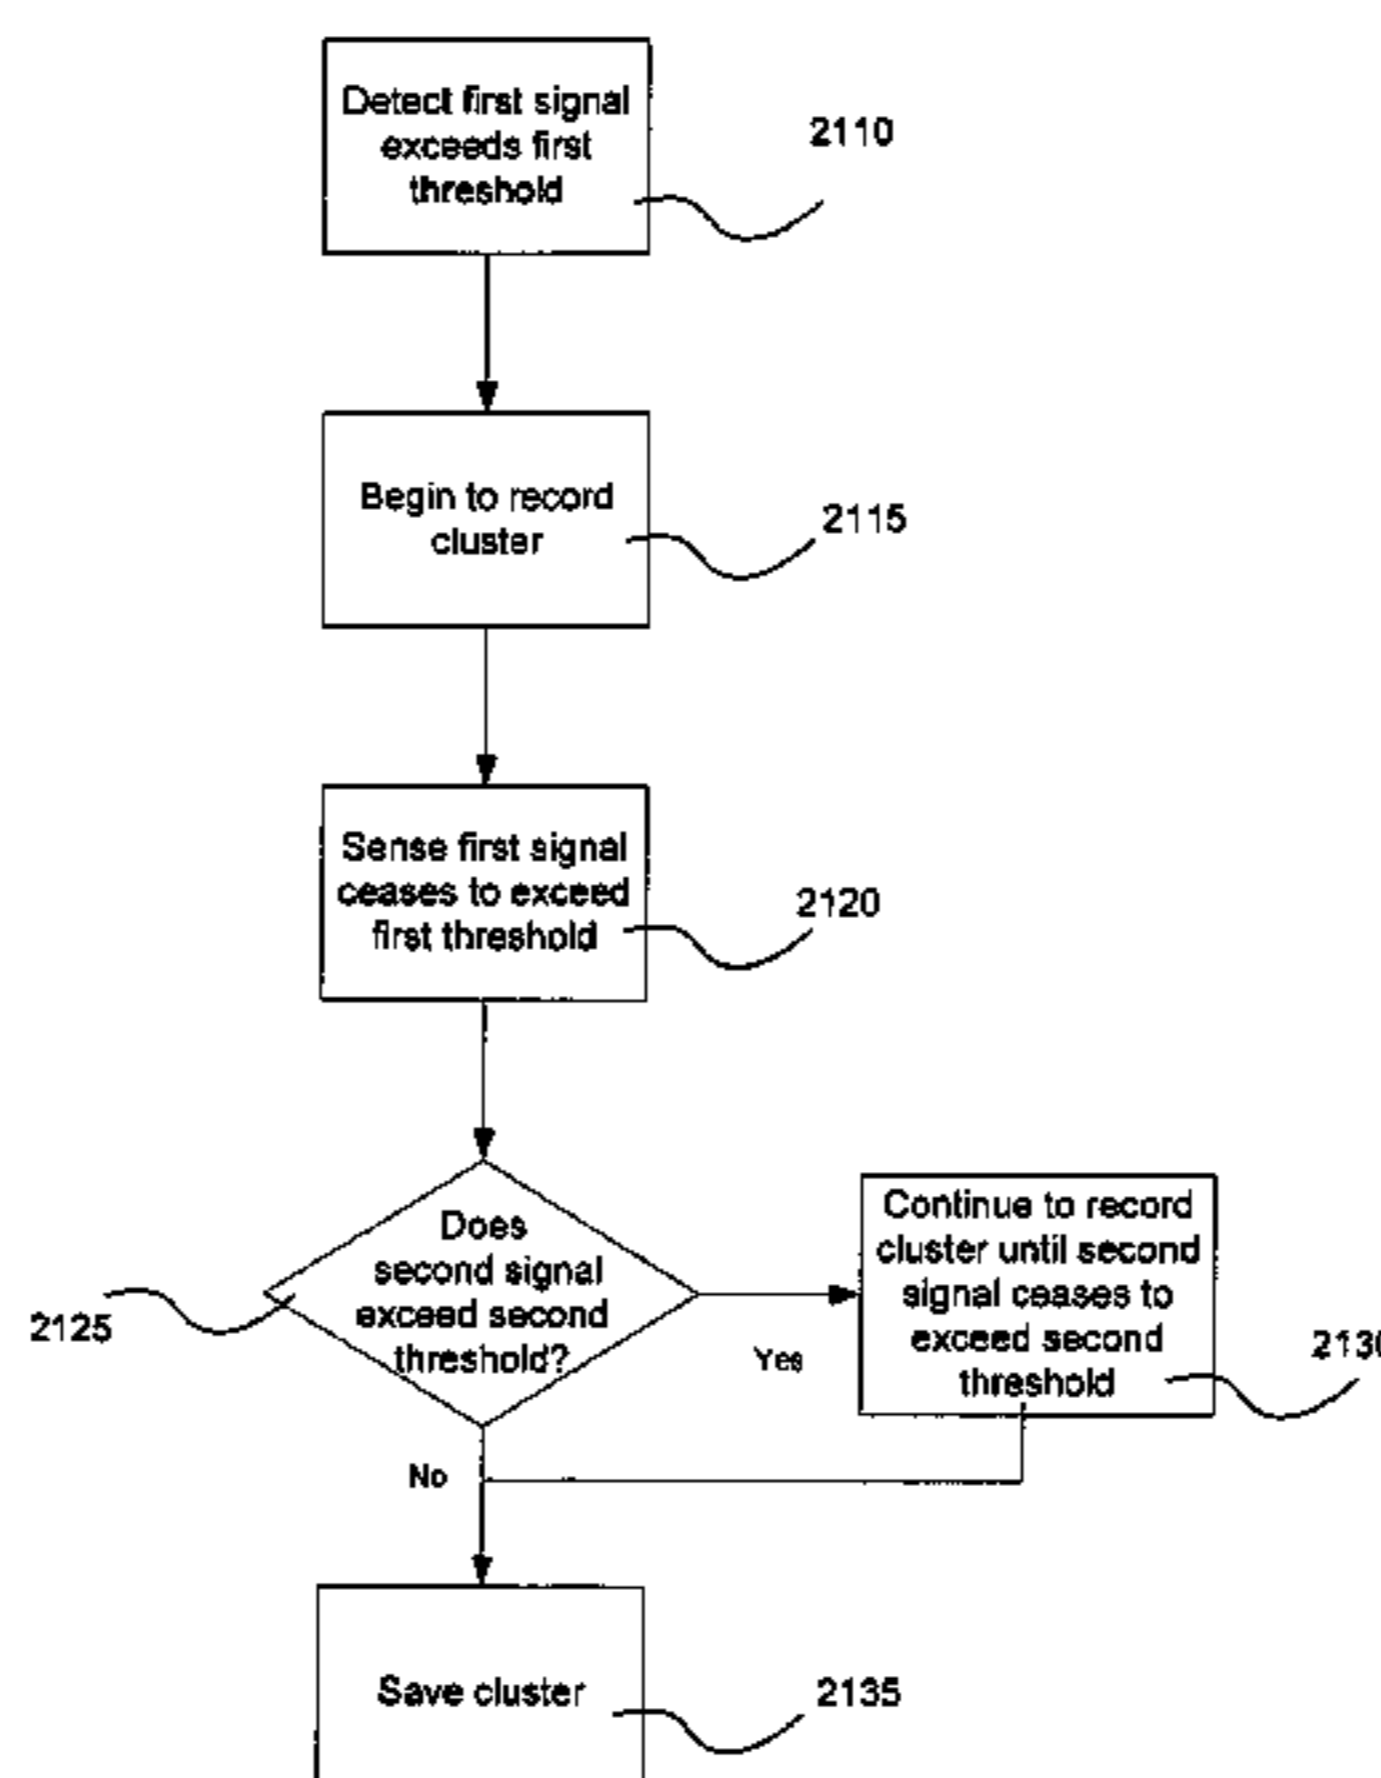 Detect first signal
exceeds first
threshold
2110
Begin to record
cluster
2115
Sense first signal
ceases to exceed
first threshold
2120
Does
second signal
exceed second
threshold?
2125
Yes
Continue to record
cluster until second
signal ceases to
exceed second
threshold
2130
No
Save cluster
2135